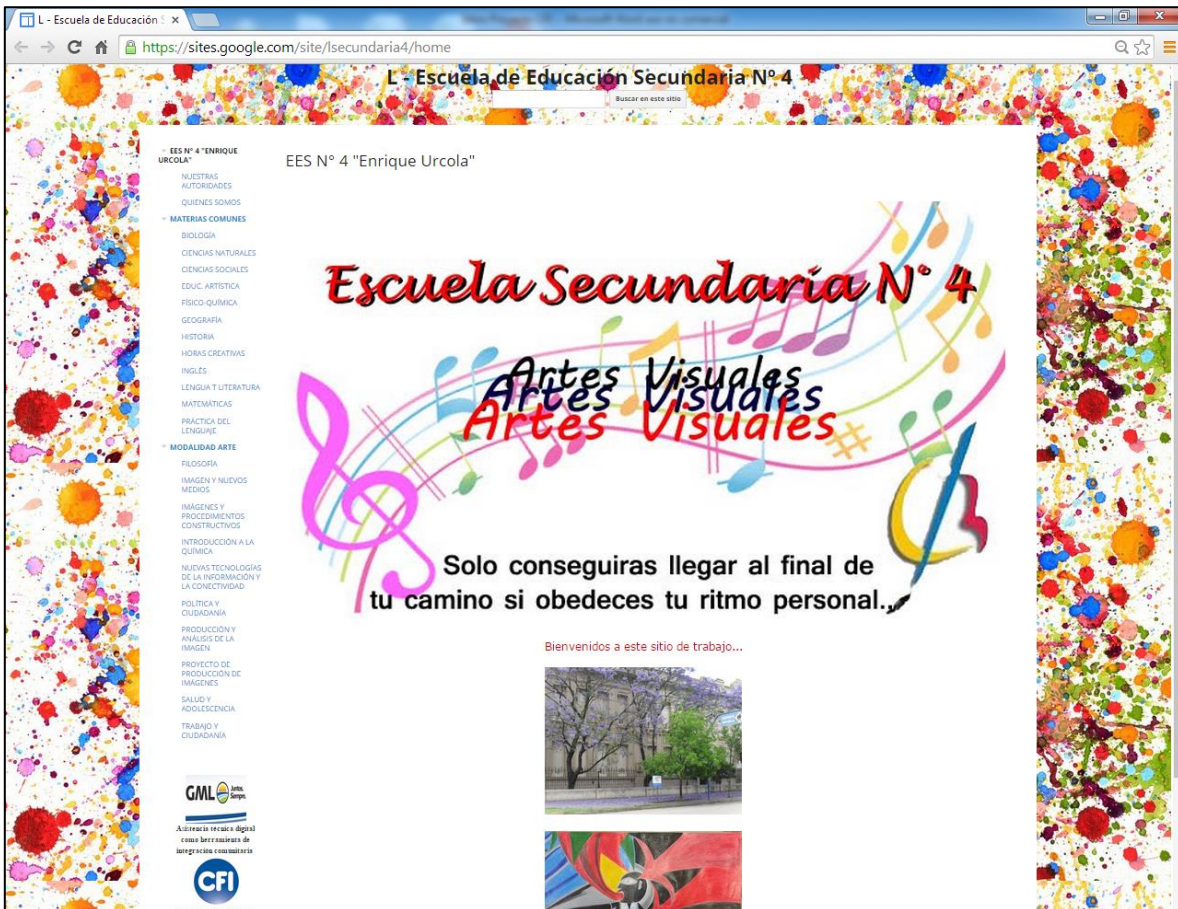 L - Escuela de Educación S
https://sites.google.com/site/lsecundaria4/home
L - Escuela de Educación Secundaria Nº 4
Buscar en este sitio
EES N° 4 "ENRIQUE
URCOLA"
NUESTRAS
AUTORIDADES
QUIENES SOMOS
MATERIAS COMUNES
BIOLOGÍA
CIENCIAS NATURALES
CIENCIAS SOCIALES
EDUC. ARTÍSTICA
FÍSICO-QUÍMICA
GEOGRAFÍA
HISTORIA
HORAS CREATIVAS
INGLÉS
LENGUA T LITERATURA
MATEMÁTICAS
PRÁCTICA DEL
LENGUAJE
MODALIDAD ARTE
FILOSOFÍA
IMAGEN Y NUEVOS
MEDIOS
IMÁGENES Y
PROCEDIMIENTOS
CONSTRUCTIVOS
INTRODUCCIÓN A LA
QUÍMICA
NUEVAS TECNOLOGÍAS
DE LA INFORMACIÓN Y
LA CONECTIVIDAD
POLÍTICA Y
CIUDADANÍA
PRODUCCIÓN Y
ANÁLISIS DE LA
IMAGEN
PROYECTO DE
PRODUCCIÓN DE
IMÁGENES
SALUD Y
ADOLESCENCIA
TRABAJO Y
CIUDADANÍA
GML Juntos.
Siempre.
Asistencia técnica digital
como herramienta de
integración comunitaria
CFI
EES N° 4 "Enrique Urcola"
Escuela Secundaria N° 4
Artes Visuales
Artes Visuales
Artes Visuales
Solo conseguiras llegar al final de
tu camino si obedeces tu ritmo personal..
Bienvenidos a este sitio de trabajo...